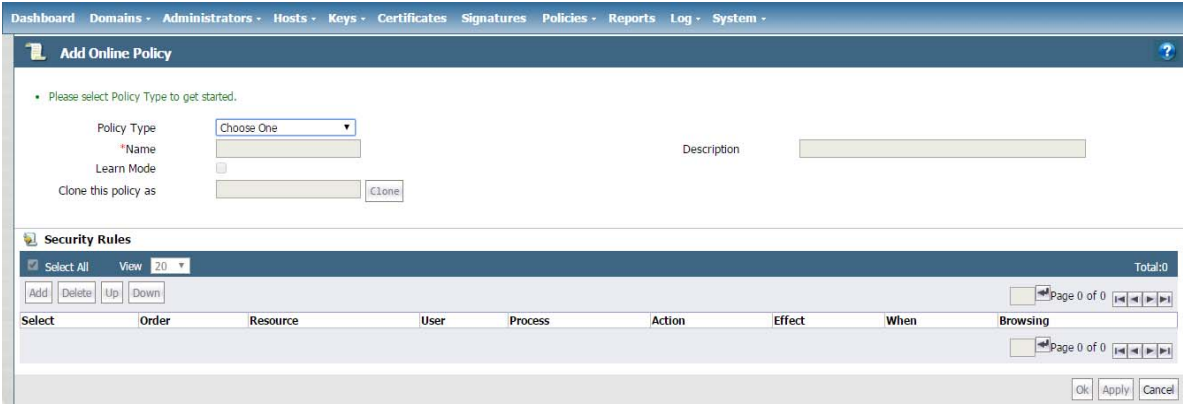 Dashboard Domains Administrators Hosts Keys Certificates Signatures Policies Reports Log System
Add Online Policy ?
Please select Policy Type to get started.
Policy Type Choose One
*Name Description
Learn Mode
Clone this policy as Clone
Security Rules
Select All View 20 Total:0
Add Delete Up Down Page 0 of 0
Select Order Resource User Process Action Effect When Browsing
Page 0 of 0
Ok Apply Cancel